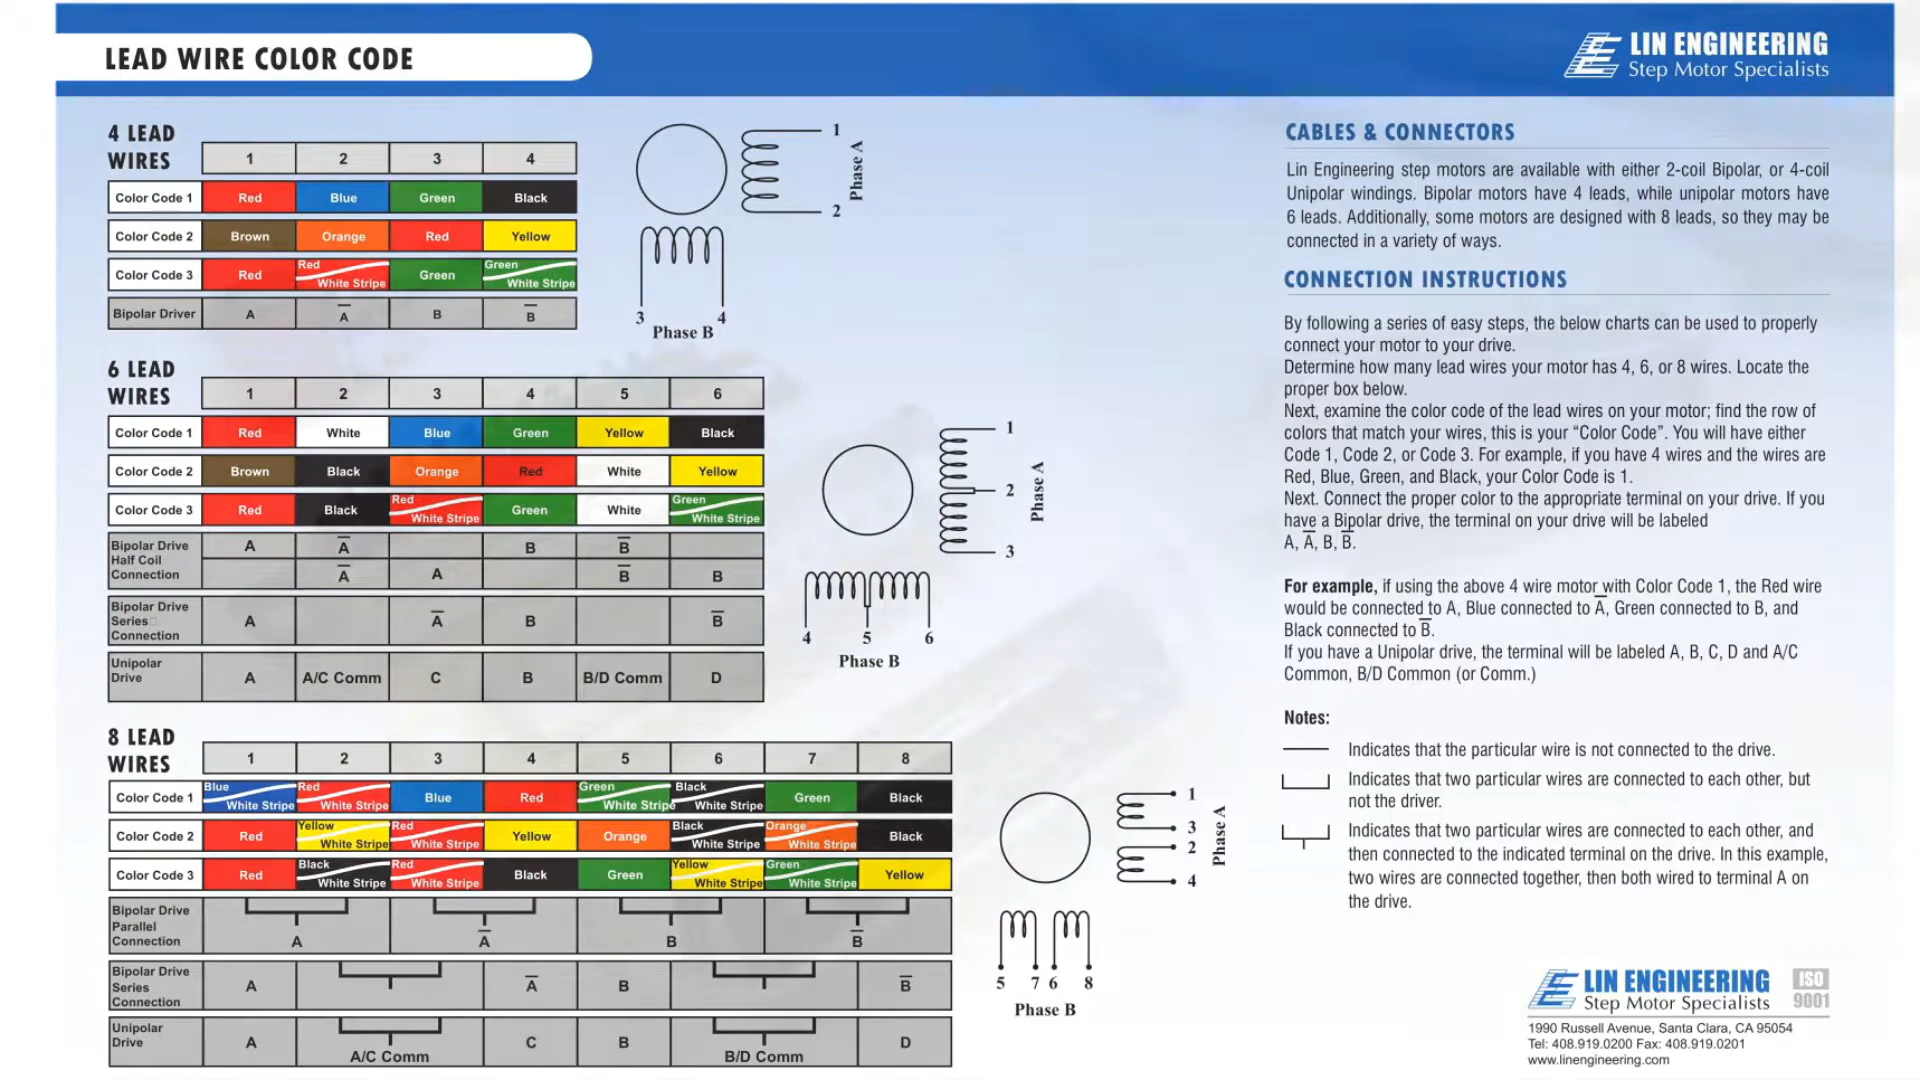 LEAD WIRE COLOR CODE
LIN ENGINEERING
Step Motor Specialists
4 LEAD
WIRES
1 2 3 4
Color Code 1 Red Blue Green Black
Color Code 2 Brown Orange Red Yellow
Color Code 3 Red Red White Stripe Green Green White Stripe
Bipolar Driver A A̅ B B̅
1
2
Phase A
3 4
Phase B
6 LEAD
WIRES
1 2 3 4 5 6
Color Code 1 Red White Blue Green Yellow Black
Color Code 2 Brown Black Orange Red White Yellow
Color Code 3 Red Black Red White Stripe Green White Green White Stripe
Bipolar Drive
Half Coil
Connection
A A̅ B B̅
A̅ A B̅ B
Bipolar Drive
Series
Connection
A A̅ B B̅
Unipolar
Drive
A A/C Comm C B B/D Comm D
1
2
3
Phase A
4 5 6
Phase B
8 LEAD
WIRES
1 2 3 4 5 6 7 8
Color Code 1 Blue White Stripe Red White Stripe Blue Red Green White Stripe Black White Stripe Green Black
Color Code 2 Red Yellow White Stripe Red White Stripe Yellow Orange Black White Stripe Orange White Stripe Black
Color Code 3 Red Black White Stripe Red White Stripe Black Green Yellow White Stripe Green White Stripe Yellow
Bipolar Drive
Parallel
Connection
A A̅ B B̅
Bipolar Drive
Series
Connection
A A̅ B B̅
Unipolar
Drive
A A/C Comm C B B/D Comm D
1
3
2
4
Phase A
5 7 6 8
Phase B
CABLES & CONNECTORS
Lin Engineering step motors are available with either 2-coil Bipolar, or 4-coil
Unipolar windings. Bipolar motors have 4 leads, while unipolar motors have
6 leads. Additionally, some motors are designed with 8 leads, so they may be
connected in a variety of ways.
CONNECTION INSTRUCTIONS
By following a series of easy steps, the below charts can be used to properly
connect your motor to your drive.
Determine how many lead wires your motor has 4, 6, or 8 wires. Locate the
proper box below.
Next, examine the color code of the lead wires on your motor; find the row of
colors that match your wires, this is your “Color Code”. You will have either
Code 1, Code 2, or Code 3. For example, if you have 4 wires and the wires are
Red, Blue, Green, and Black, your Color Code is 1.
Next. Connect the proper color to the appropriate terminal on your drive. If you
have a Bipolar drive, the terminal on your drive will be labeled
A, A̅, B, B̅.
For example, if using the above 4 wire motor with Color Code 1, the Red wire
would be connected to A, Blue connected to A̅, Green connected to B, and
Black connected to B̅.
If you have a Unipolar drive, the terminal will be labeled A, B, C, D and A/C
Common, B/D Common (or Comm.)
Notes:
Indicates that the particular wire is not connected to the drive.
Indicates that two particular wires are connected to each other, but
not the driver.
Indicates that two particular wires are connected to each other, and
then connected to the indicated terminal on the drive. In this example,
two wires are connected together, then both wired to terminal A on
the drive.
LIN ENGINEERING
Step Motor Specialists
ISO
9001
1990 Russell Avenue, Santa Clara, CA 95054
Tel: 408.919.0200 Fax: 408.919.0201
www.linengineering.com